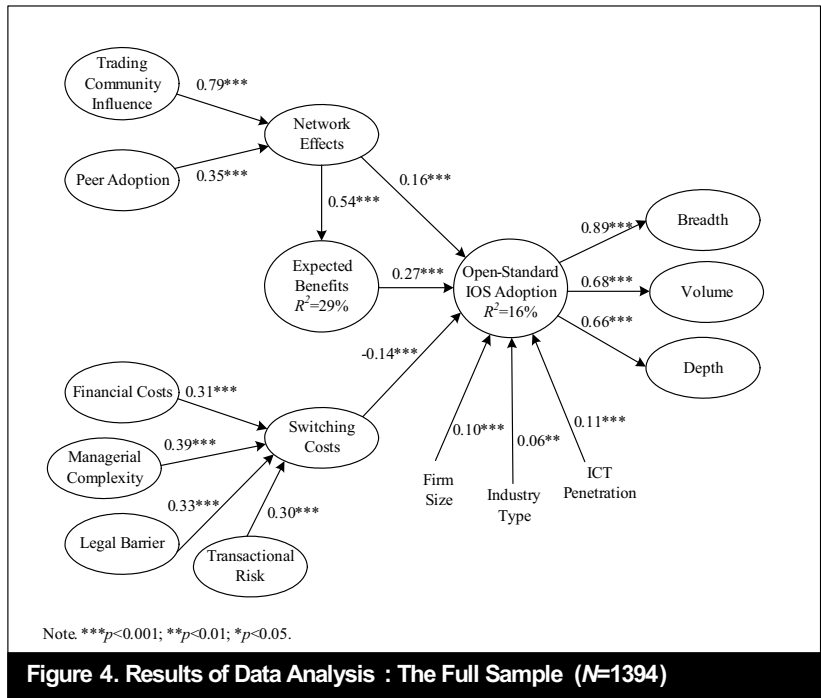 Trading
Community
Influence
0.79***
Network
Effects
Peer Adoption
0.35***
0.16***
0.54***
Breadth
0.89***
Expected
Benefits
R²=29%
0.27***
Open-Standard
IOS Adoption
R²=16%
0.68***
Volume
0.66***
Depth
-0.14***
Financial Costs
0.31***
Switching
Costs
Managerial
Complexity
0.39***
0.10***
0.06**
0.11***
Firm
Size
Industry
Type
ICT
Penetration
0.33***
0.30***
Legal Barrier
Transactional
Risk
Note. ***p<0.001; **p<0.01; *p<0.05.
Figure 4. Results of Data Analysis : The Full Sample (N=1394)